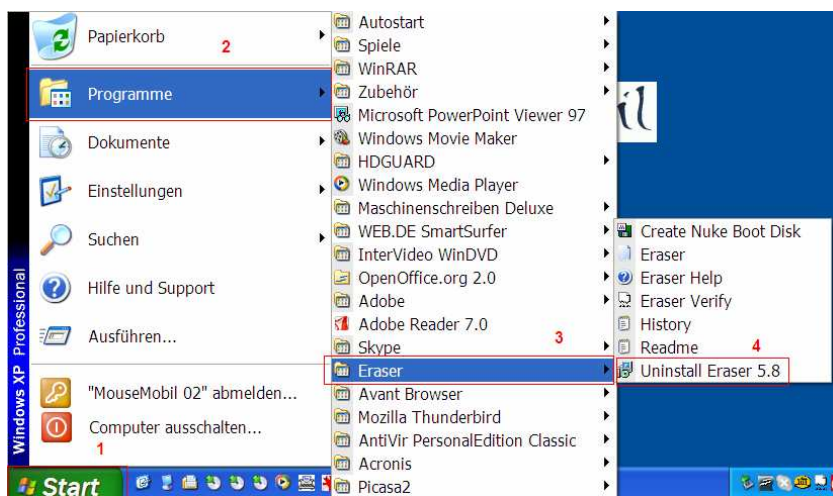 Papierkorb
2
Programme
Dokumente
Einstellungen
Suchen
Hilfe und Support
Ausführen...
"MouseMobil 02" abmelden...
Computer ausschalten...
1
Windows XP Professional
Start
Autostart
Spiele
WinRAR
Zubehör
Microsoft PowerPoint Viewer 97
Windows Movie Maker
HDGUARD
Windows Media Player
Maschinenschreiben Deluxe
WEB.DE SmartSurfer
InterVideo WinDVD
OpenOffice.org 2.0
Adobe
Adobe Reader 7.0
3
Skype
Eraser
Avant Browser
Mozilla Thunderbird
AntiVir PersonalEdition Classic
Acronis
Picasa2
il
Create Nuke Boot Disk
Eraser
Eraser Help
Eraser Verify
History
Readme
4
Uninstall Eraser 5.8